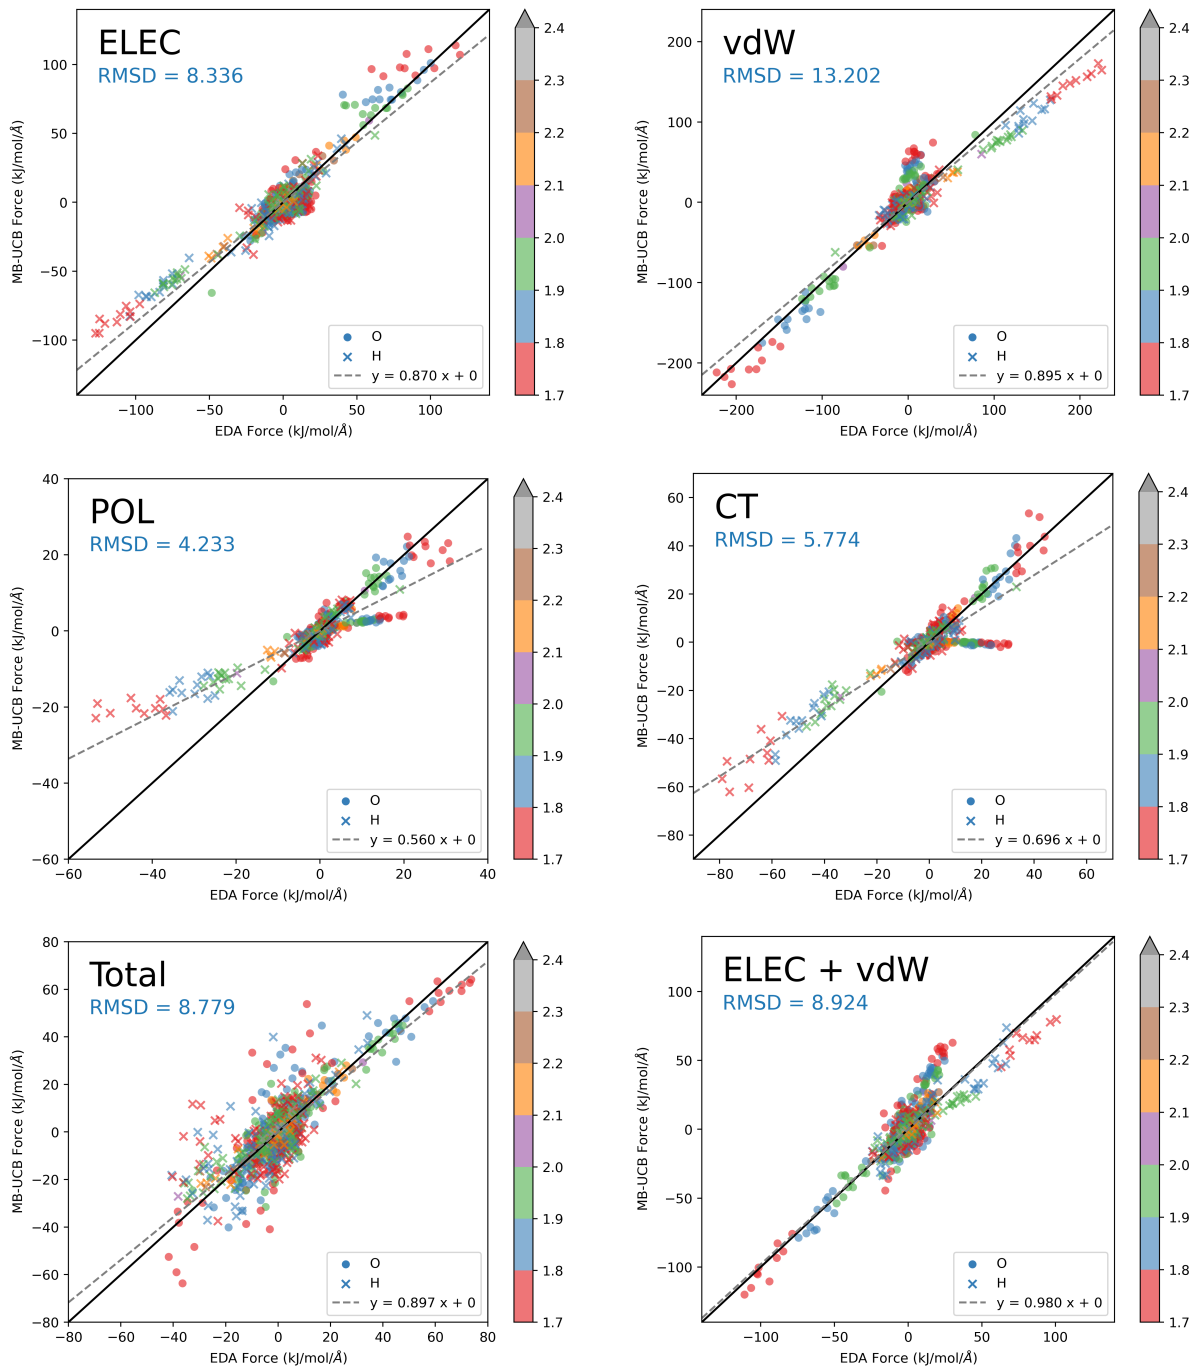 ELEC
RMSD = 8.336
MB-UCB Force (kJ/mol/Å)
100
50
0
−50
−100
−100 −50 0 50 100
EDA Force (kJ/mol/Å)
O
H
y = 0.870 x + 0
2.4
2.3
2.2
2.1
2.0
1.9
1.8
1.7
vdW
RMSD = 13.202
MB-UCB Force (kJ/mol/Å)
200
100
0
−100
−200
−200 −100 0 100 200
EDA Force (kJ/mol/Å)
O
H
y = 0.895 x + 0
2.4
2.3
2.2
2.1
2.0
1.9
1.8
1.7
POL
RMSD = 4.233
MB-UCB Force (kJ/mol/Å)
40
20
0
−20
−40
−60
−60 −40 −20 0 20 40
EDA Force (kJ/mol/Å)
O
H
y = 0.560 x + 0
2.4
2.3
2.2
2.1
2.0
1.9
1.8
1.7
CT
RMSD = 5.774
MB-UCB Force (kJ/mol/Å)
60
40
20
0
−20
−40
−60
−80
−80 −60 −40 −20 0 20 40 60
EDA Force (kJ/mol/Å)
O
H
y = 0.696 x + 0
2.4
2.3
2.2
2.1
2.0
1.9
1.8
1.7
Total
RMSD = 8.779
MB-UCB Force (kJ/mol/Å)
80
60
40
20
0
−20
−40
−60
−80
−80 −60 −40 −20 0 20 40 60 80
EDA Force (kJ/mol/Å)
O
H
y = 0.897 x + 0
2.4
2.3
2.2
2.1
2.0
1.9
1.8
1.7
ELEC + vdW
RMSD = 8.924
MB-UCB Force (kJ/mol/Å)
100
50
0
−50
−100
−100 −50 0 50 100
EDA Force (kJ/mol/Å)
O
H
y = 0.980 x + 0
2.4
2.3
2.2
2.1
2.0
1.9
1.8
1.7